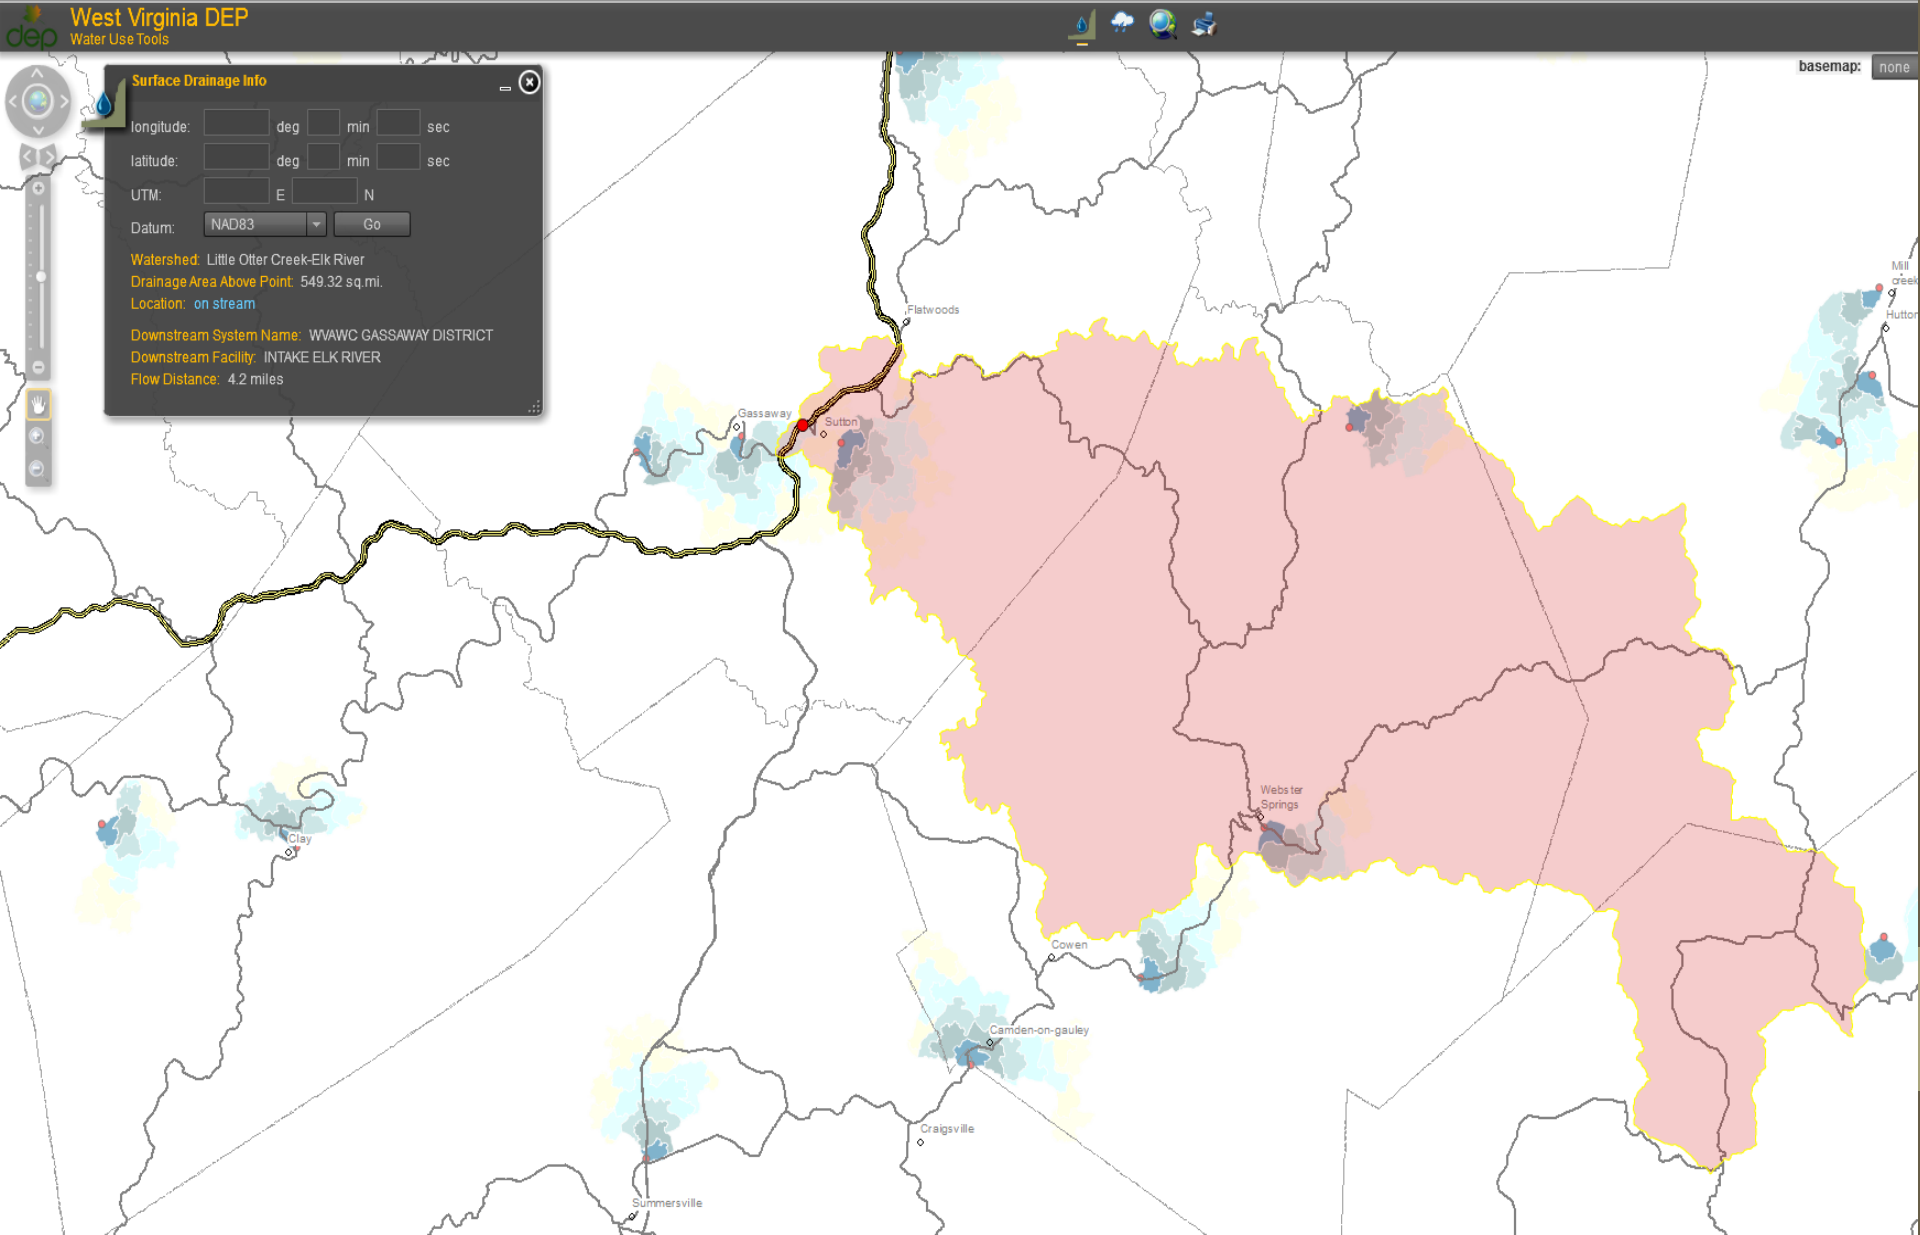 West Virginia DEP
dep
Water Use Tools
basemap: none
Surface Drainage Info
longitude: deg min sec
latitude: deg min sec
UTM: E N
Datum: NAD83 Go
Watershed: Little Otter Creek-Elk River
Drainage Area Above Point: 549.32 sq.mi.
Location: on stream
Downstream System Name: WVAWC GASSAWAY DISTRICT
Downstream Facility: INTAKE ELK RIVER
Flow Distance: 4.2 miles
Mill
creek
Flatwoods
Hutton
Gassaway
Sutton
Webster
Springs
Clay
Cowen
Camden-on-gauley
Craigsville
Summersville